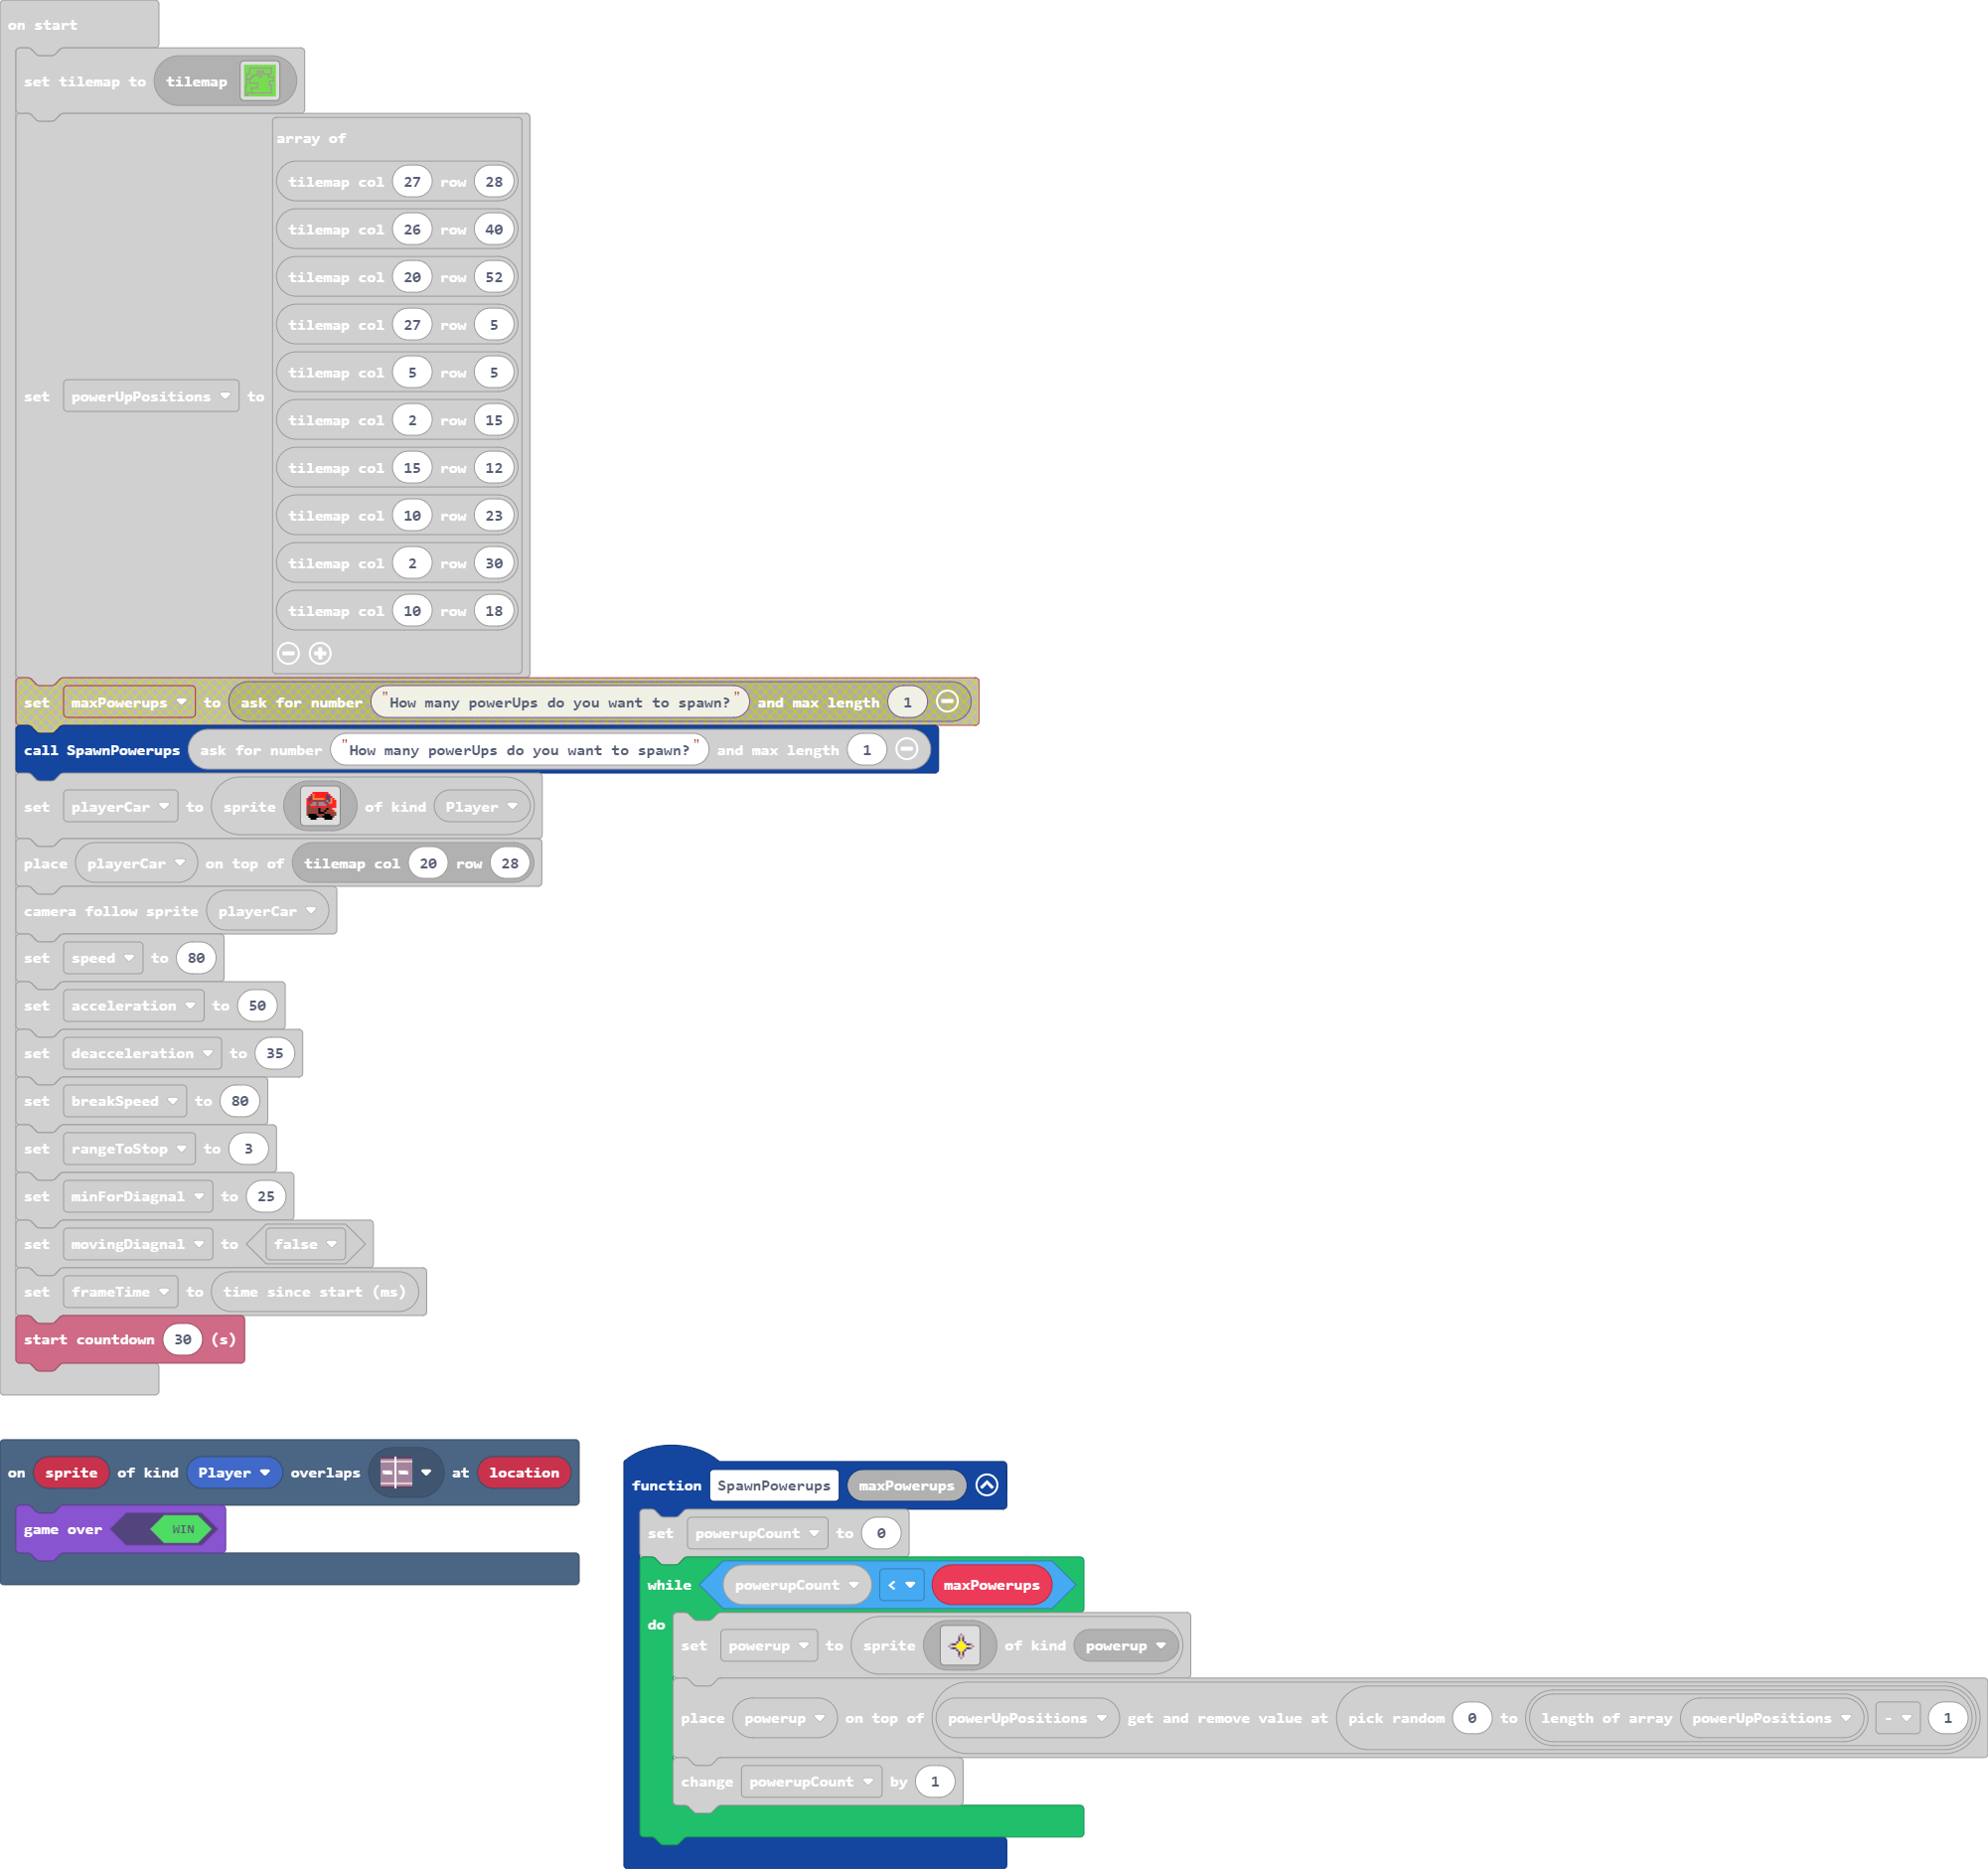 on start
set tilemap to tilemap
array of
tilemap col 27 row 28
tilemap col 26 row 40
tilemap col 20 row 52
tilemap col 27 row 5
tilemap col 5 row 5
set powerUpPositions to
tilemap col 2 row 15
tilemap col 15 row 12
tilemap col 10 row 23
tilemap col 2 row 30
tilemap col 10 row 18
set maxPowerups to ask for number "How many powerUps do you want to spawn?" and max length 1
call SpawnPowerups ask for number "How many powerUps do you want to spawn?" and max length 1
set playerCar to sprite of kind Player
place playerCar on top of tilemap col 20 row 28
camera follow sprite playerCar
set speed to 80
set acceleration to 50
set deacceleration to 35
set breakSpeed to 80
set rangeToStop to 3
set minForDiagnal to 25
set movingDiagnal to false
set frameTime to time since start (ms)
start countdown 30 (s)
on sprite of kind Player overlaps at location
game over WIN
function SpawnPowerups maxPowerups
set powerupCount to 0
while powerupCount < maxPowerups
do
set powerup to sprite of kind powerup
place powerup on top of powerUpPositions get and remove value at pick random 0 to length of array powerUpPositions - 1
change powerupCount by 1